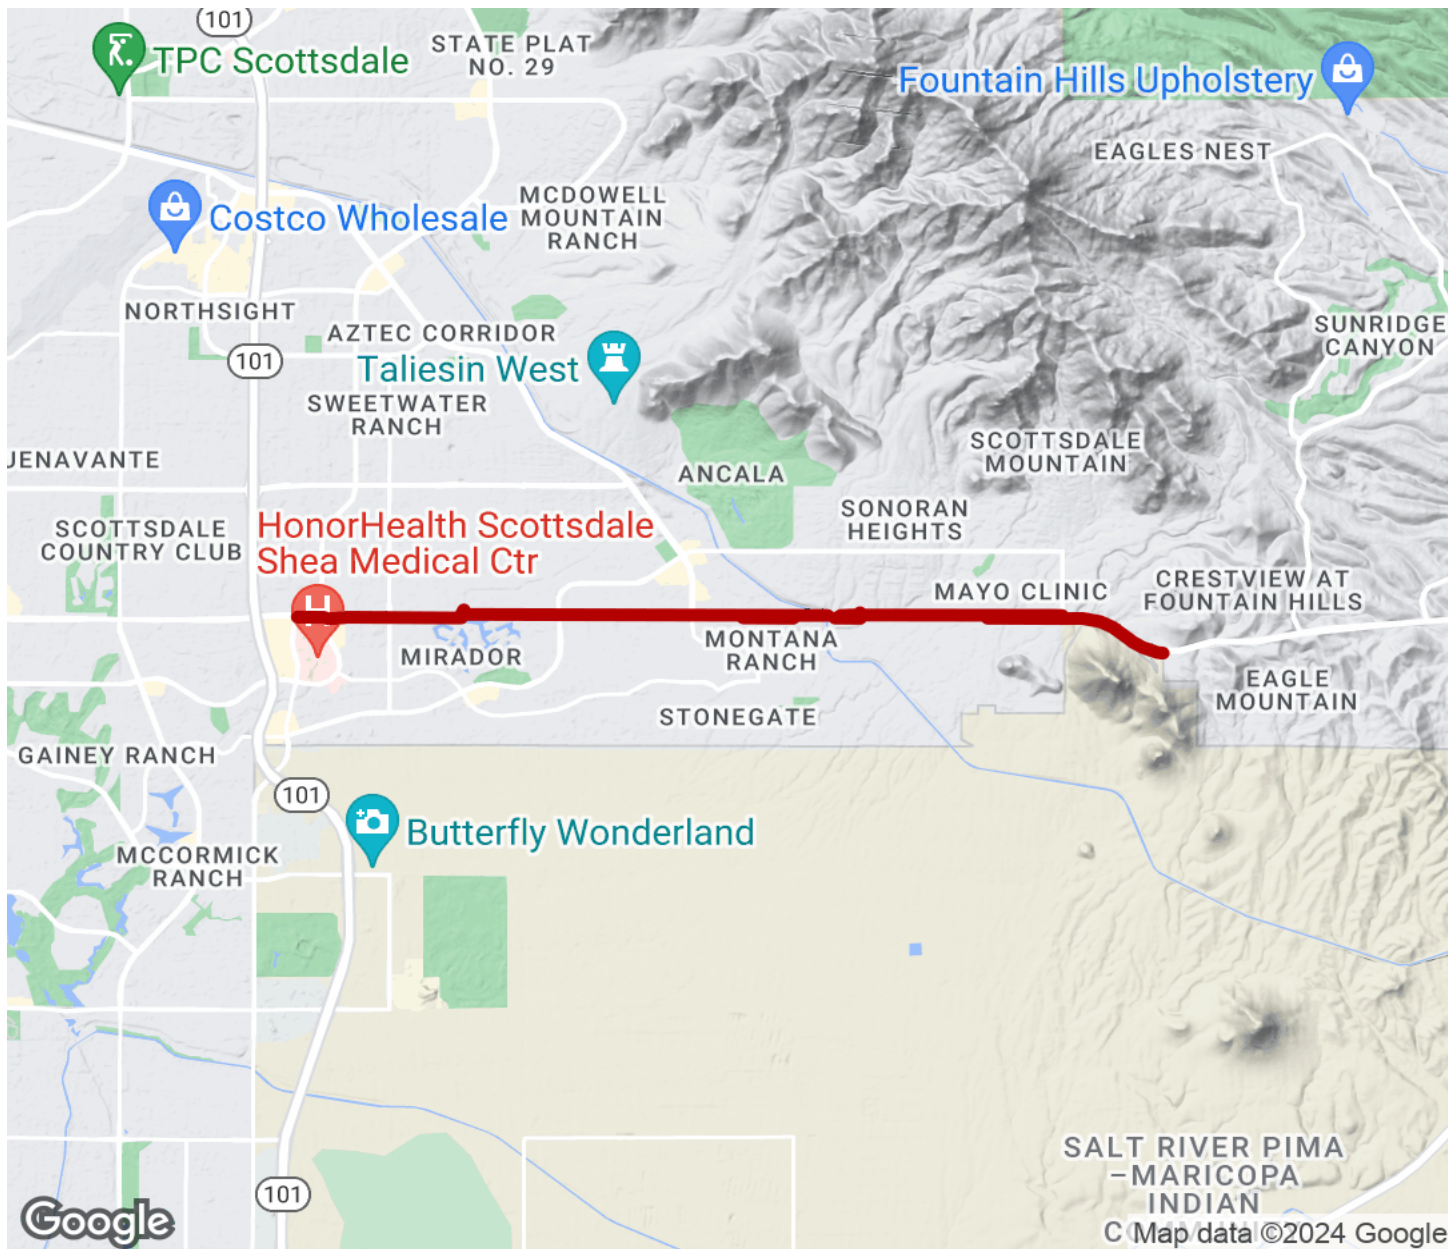 101
TPC Scottsdale
STATE PLAT
NO. 29
Fountain Hills Upholstery
EAGLES NEST
MCDOWELL
MOUNTAIN
RANCH
Costco Wholesale
NORTHSIGHT
AZTEC CORRIDOR
SUNRIDGE
CANYON
101
Taliesin West
SWEETWATER
RANCH
SCOTTSDALE
MOUNTAIN
JENAVANTE
ANCALA
SONORAN
HEIGHTS
SCOTTSDALE
COUNTRY CLUB
HonorHealth Scottsdale
Shea Medical Ctr
H
MAYO CLINIC
CRESTVIEW AT
FOUNTAIN HILLS
MIRADOR
MONTANA
RANCH
EAGLE
MOUNTAIN
STONEGATE
GAINEY RANCH
101
Butterfly Wonderland
MCCORMICK
RANCH
SALT RIVER PIMA
–MARICOPA
INDIAN
101
Google
Map data ©2024 Google